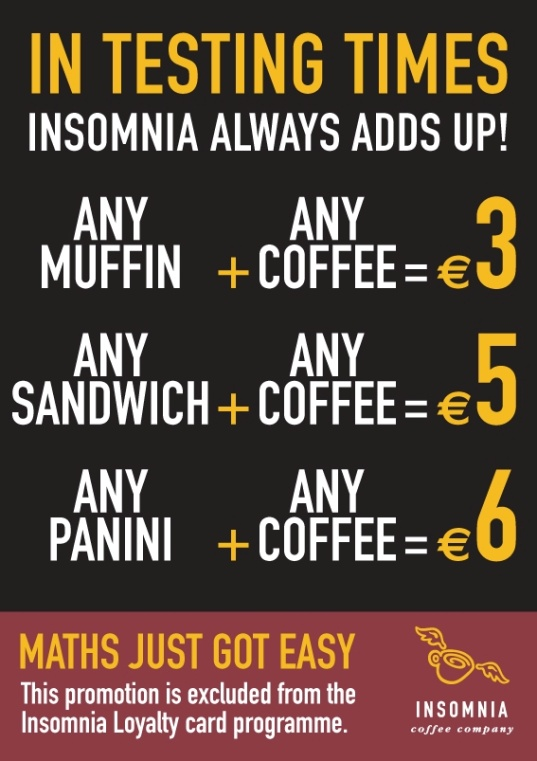 IN TESTING TIMES
INSOMNIA ALWAYS ADDS UP!
ANY MUFFIN + ANY COFFEE = €3
ANY SANDWICH + ANY COFFEE = €5
ANY PANINI + ANY COFFEE = €6
MATHS JUST GOT EASY
This promotion is excluded from the
Insomnia Loyalty card programme.
INSOMNIA
coffee company